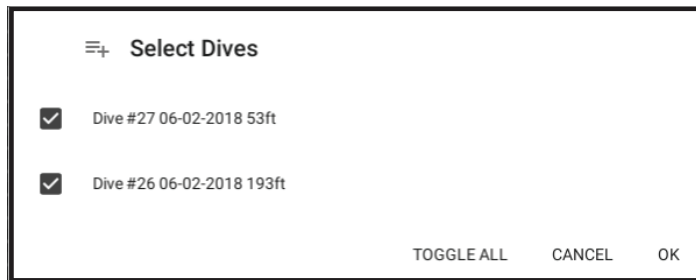 Select Dives
Dive #27 06-02-2018 53ft
Dive #26 06-02-2018 193ft
TOGGLE ALL CANCEL OK